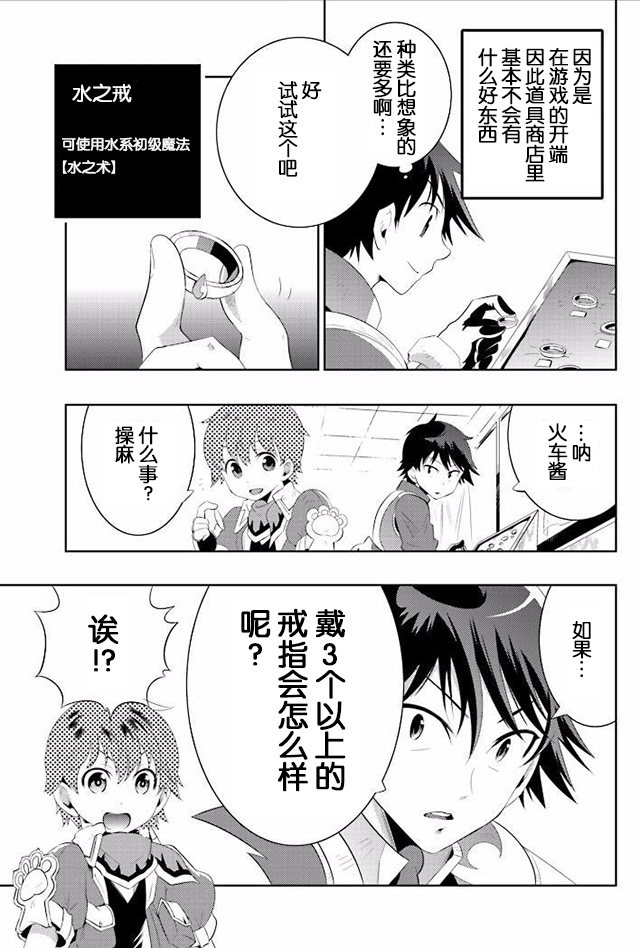 因为是
在游戏的开端
因此道具商店里
基本不会有
什么好东西
种类比想象的
还要多啊…
好
试试这个吧
水之戒
可使用水系初级魔法
【水之术】
…呐
火车酱
什么事？
操麻
如果…
戴3个以上的
戒指会怎么样
呢？
诶
!?